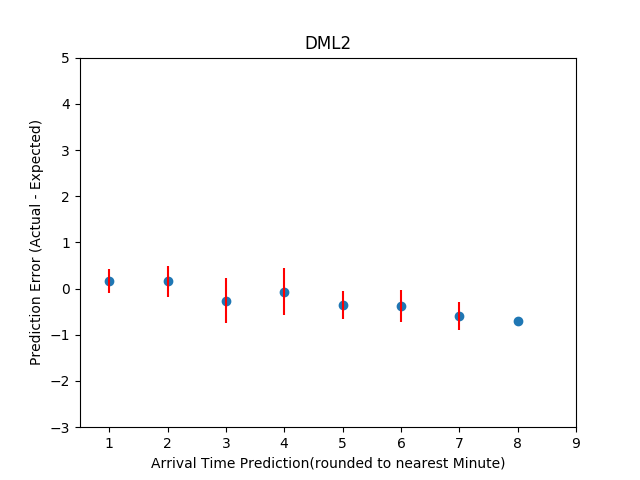 DML2
5
4
3
2
1
0
−1
−2
−3
Prediction Error (Actual - Expected)
1 2 3 4 5 6 7 8 9
Arrival Time Prediction(rounded to nearest Minute)